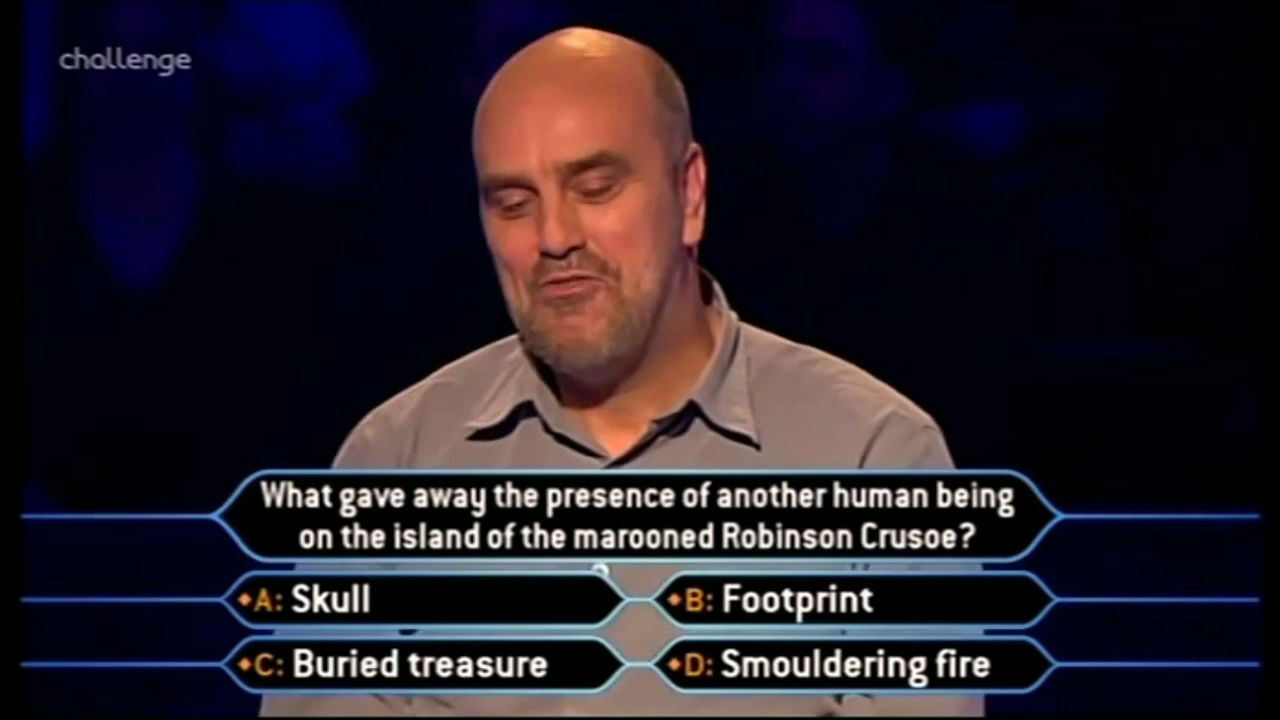 challenge
What gave away the presence of another human being
on the island of the marooned Robinson Crusoe?
A: Skull
B: Footprint
C: Buried treasure
D: Smouldering fire